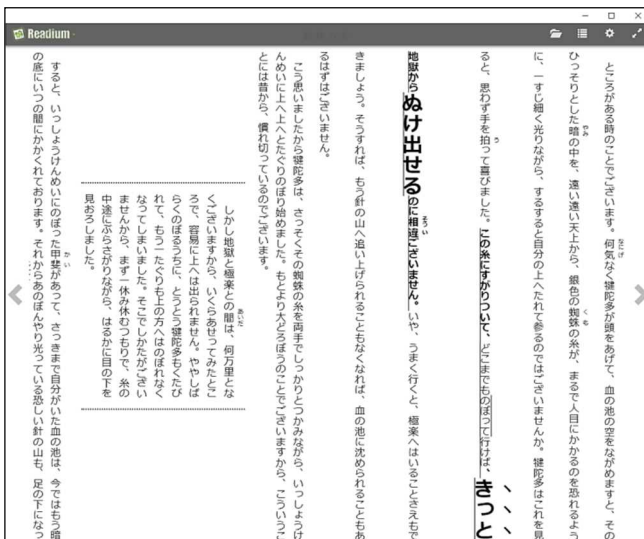 Readium
ところがある時のことでございます。何気なく犍陀多が頭をあげて、血の池の空をながめますと、その
なにげ
ひっそりとした暗の中を、遠い遠い天上から、銀色の蜘蛛の糸が、まるで人目にかかるのを恐れるよう
やみ くも
に、一すじ細く光りながら、するすると自分の上へたれて参るのではございませんか。犍陀多はこれを見
ると、思わず手を拍って喜びました。この糸にすがりついて、どこまでものぼって行けば、きっと
う
地獄からぬけ出せるのに相違ございません。いや、うまく行くと、極楽へはいることさえもで
そうい
きましょう。そうすれば、もう針の山へ追い上げられることもなくなれば、血の池に沈められることもあ
るはずはございません。
こう思いましたから犍陀多は、さっそくその蜘蛛の糸を両手でしっかりとつかみながら、いっしょうけ
んめいに上へ上へとたぐりのぼり始めました。もとより大どろぼうのことでございますから、こういうこ
とには昔から、慣れ切っているのでございます。
しかし地獄と極楽との間は、何万里とな
あいだ
くございますから、いくらあせってみたとこ
ろで、容易に上へは出られません。ややしば
らくのぼるうちに、とうとう犍陀多もくたび
れて、もう一たぐりも上の方へはのぼれなく
なってしまいました。そこでしかたがござい
ませんから、まず一休み休むつもりで、糸の
中途にぶらさがりながら、はるかに目の下を
見おろしました。
すると、いっしょうけんめいにのぼった甲斐があって、さっきまで自分がいた血の池は、今ではもう暗
かい
の底にいつの間にかかくれております。それからあのぼんやり光っている恐しい針の山も、足の下になっ